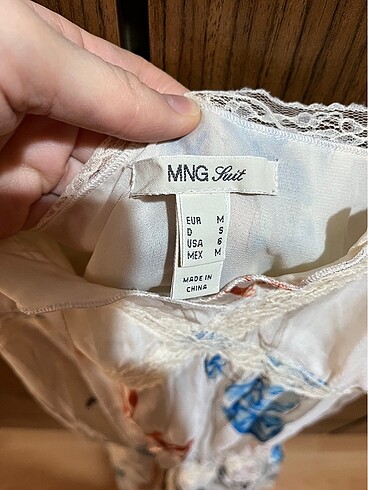 MNG Suit
EUR M
D S
USA 6
MEX M
MADE IN
CHINA